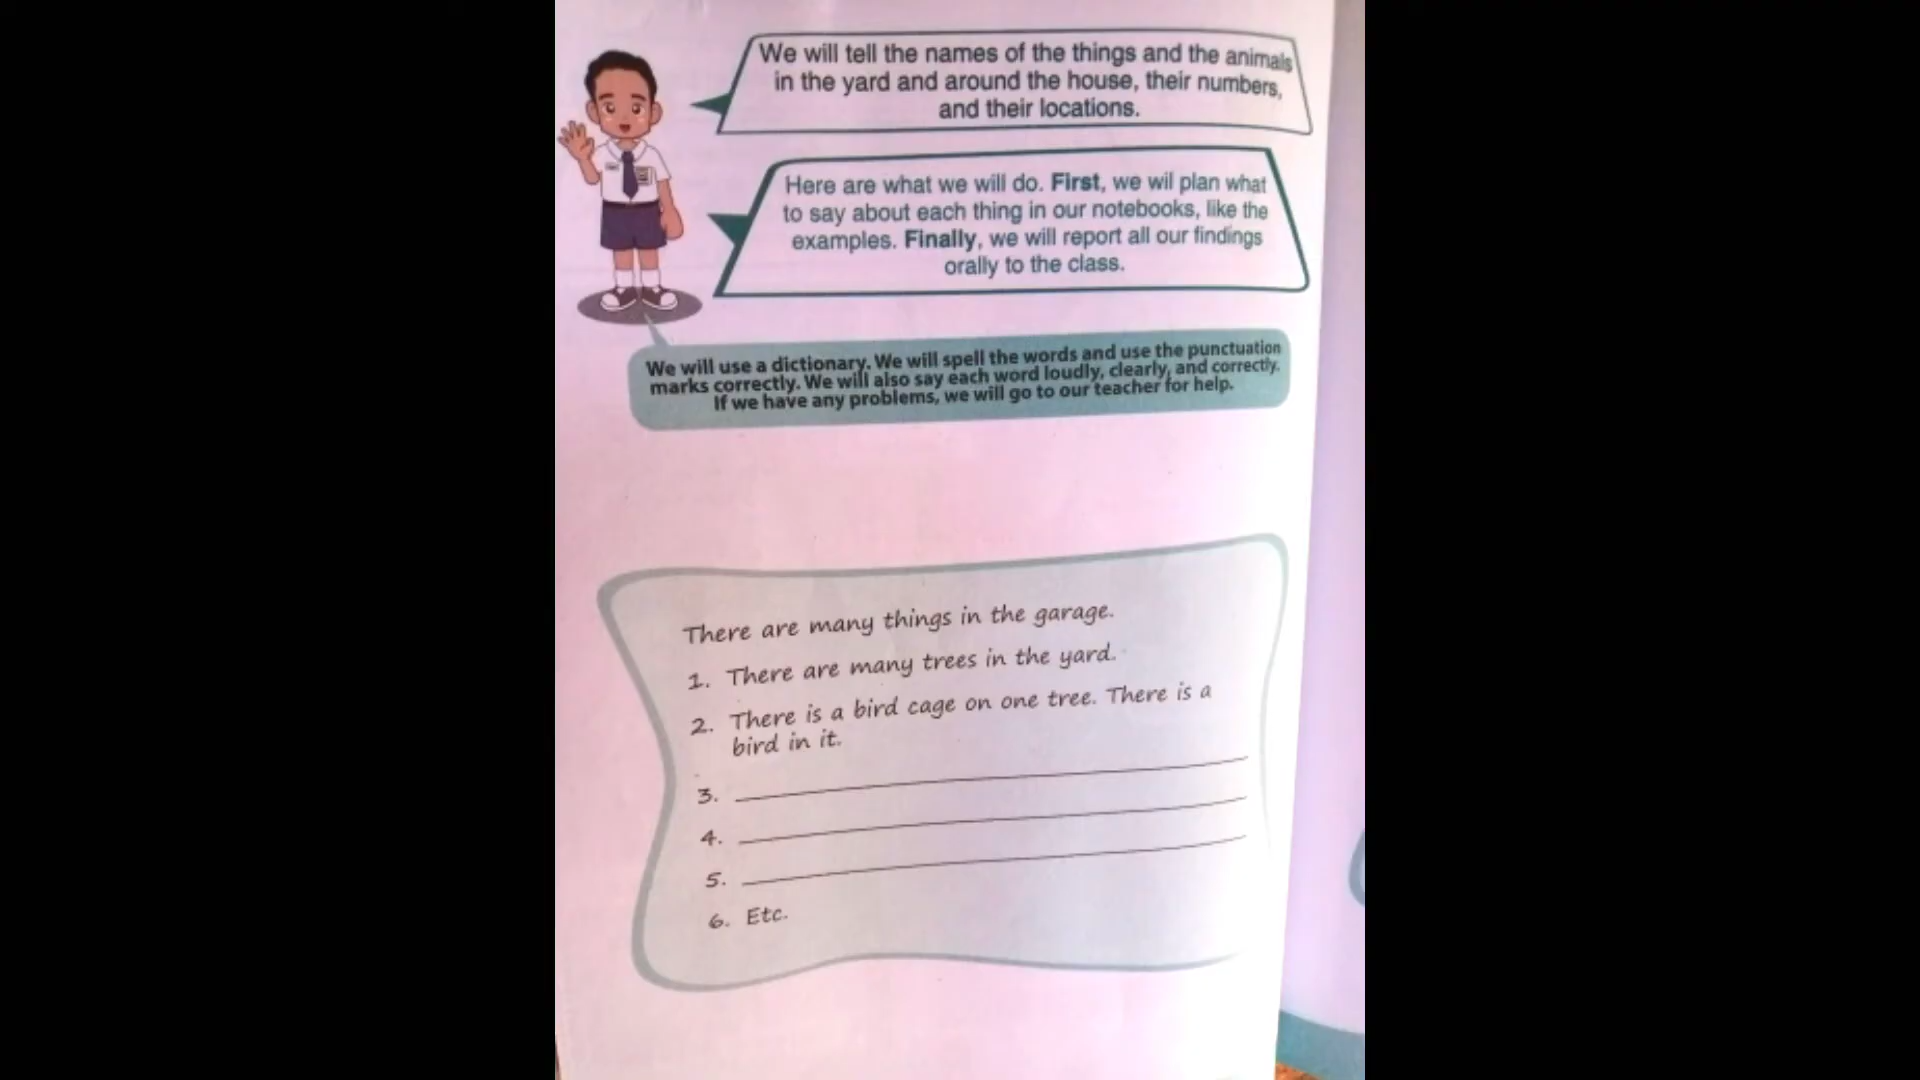 We will tell the names of the things and the animals
in the yard and around the house, their numbers,
and their locations.
Here are what we will do. First, we wil plan what
to say about each thing in our notebooks, like the
examples. Finally, we will report all our findings
orally to the class.
We will use a dictionary. We will spell the words and use the punctuation
marks correctly. We will also say each word loudly, clearly, and correctly.
If we have any problems, we will go to our teacher for help.
There are many things in the garage.
1. There are many trees in the yard.
2. There is a bird cage on one tree. There is a
bird in it.
3.
4.
5.
6. Etc.